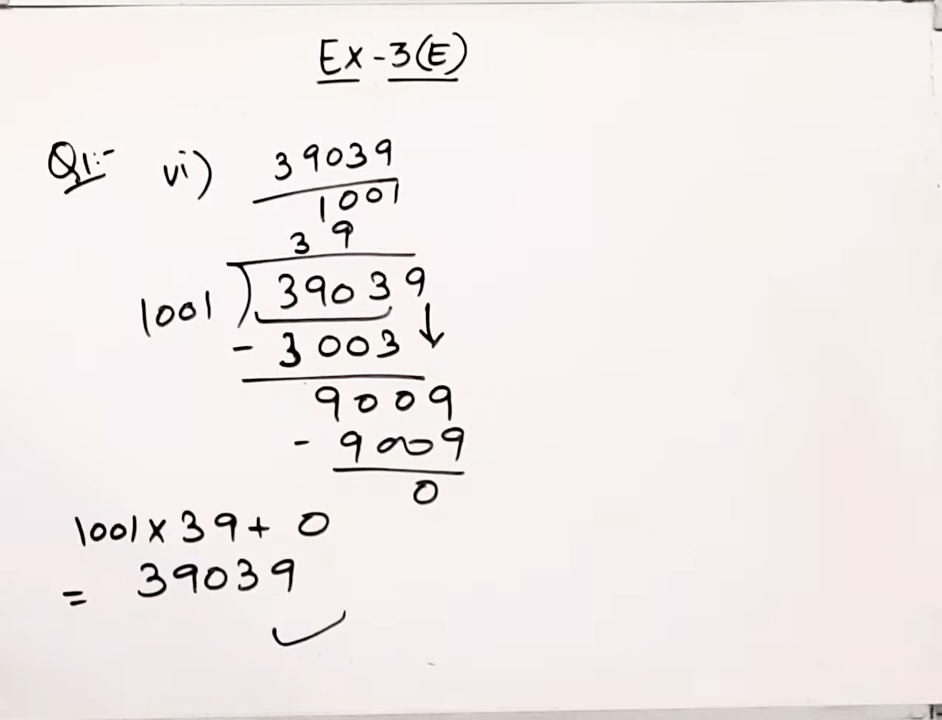 Ex-3(E)
Q1:- vi) 39039
1001
39
1001 ) 39039
- 3003 ↓
9009
- 9009
0
1001 × 39 + 0
= 39039